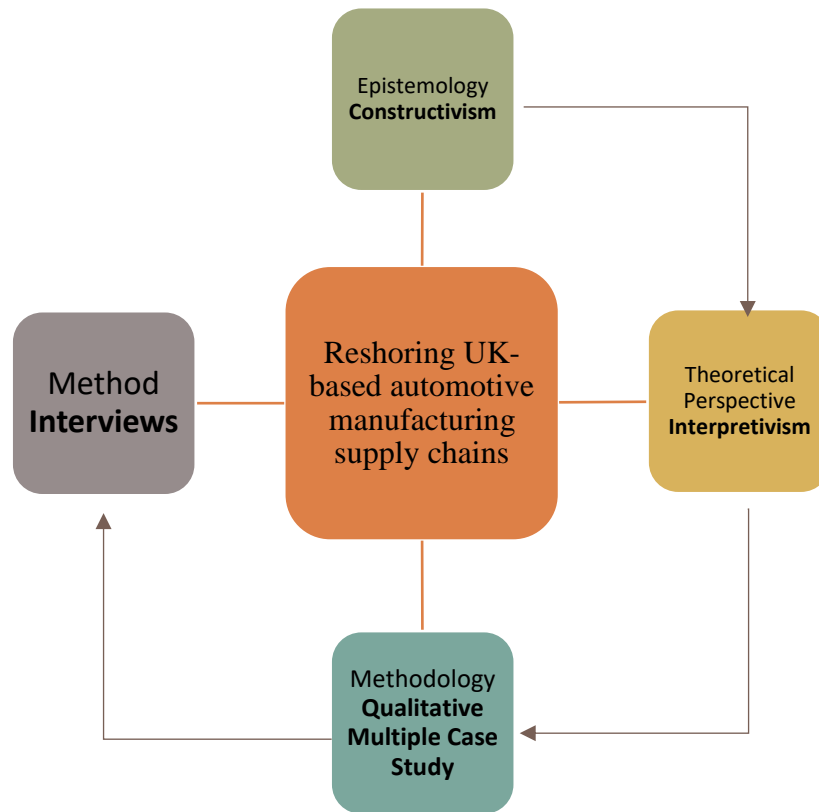 Epistemology
Constructivism
Reshoring UK-
based automotive
manufacturing
supply chains
Method
Interviews
Theoretical
Perspective
Interpretivism
Methodology
Qualitative
Multiple Case
Study